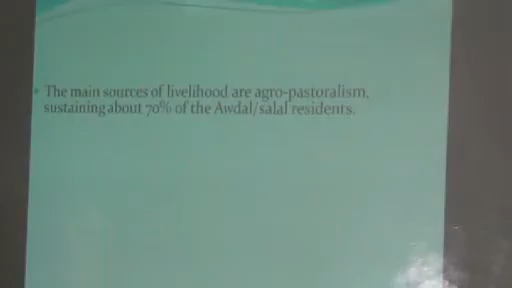 The main sources of livelihood are agro-pastoralism,
sustaining about 70% of the Awdal/salal residents.